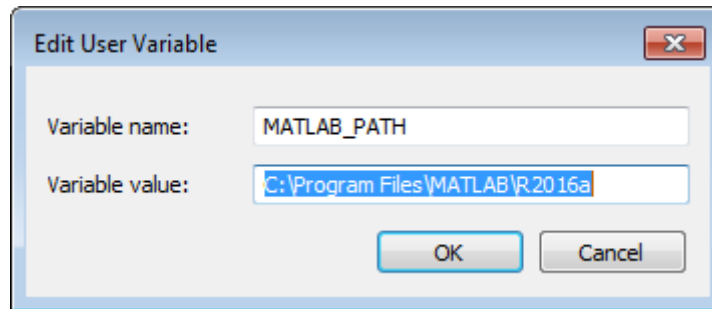 Edit User Variable
Variable name: MATLAB_PATH
Variable value: C:\Program Files\MATLAB\R2016a
OK Cancel